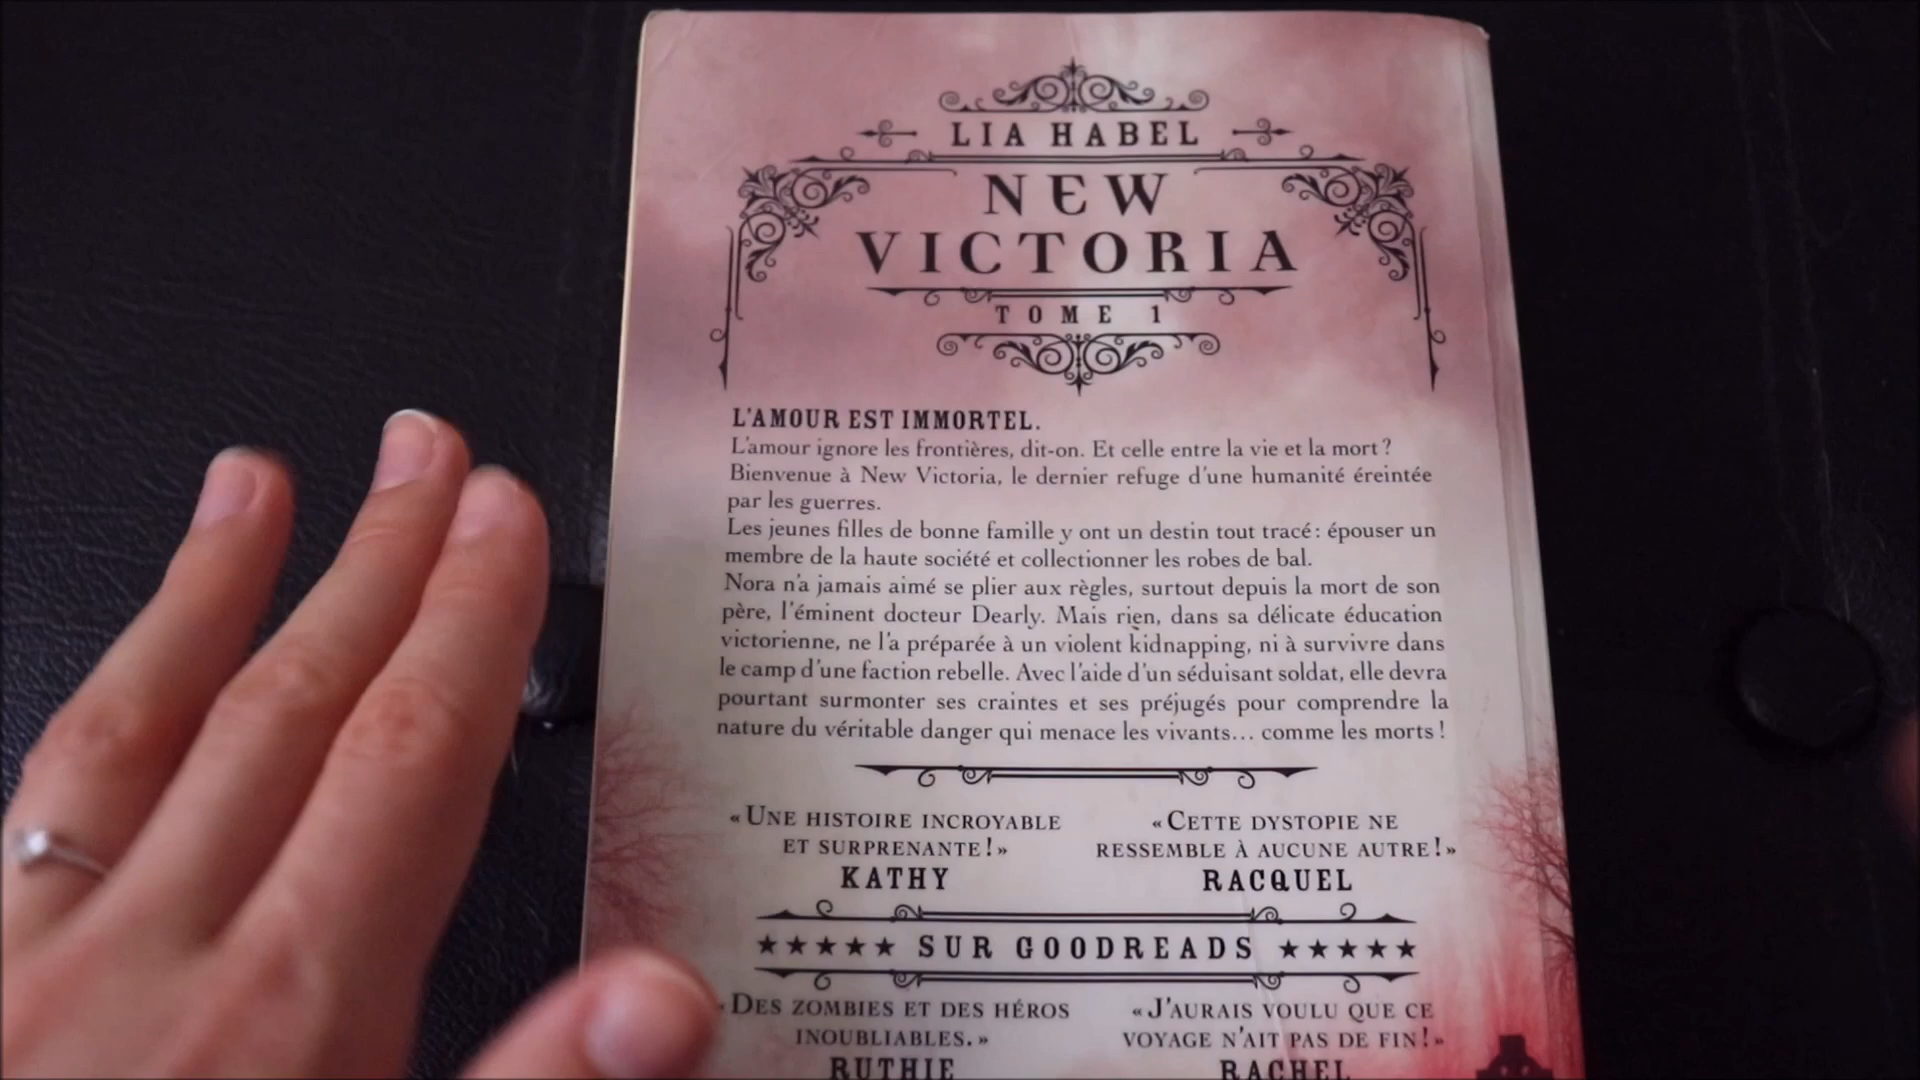 LIA HABEL
NEW
VICTORIA
TOME 1
L'AMOUR EST IMMORTEL.
L'amour ignore les frontières, dit-on. Et celle entre la vie et la mort ?
Bienvenue à New Victoria, le dernier refuge d'une humanité éreintée
par les guerres.
Les jeunes filles de bonne famille y ont un destin tout tracé : épouser un
membre de la haute société et collectionner les robes de bal.
Nora n'a jamais aimé se plier aux règles, surtout depuis la mort de son
père, l'éminent docteur Dearly. Mais rien, dans sa délicate éducation
victorienne, ne l'a préparée à un violent kidnapping, ni à survivre dans
le camp d'une faction rebelle. Avec l'aide d'un séduisant soldat, elle devra
pourtant surmonter ses craintes et ses préjugés pour comprendre la
nature du véritable danger qui menace les vivants... comme les morts !
« UNE HISTOIRE INCROYABLE
ET SURPRENANTE ! »
KATHY
« CETTE DYSTOPIE NE
RESSEMBLE À AUCUNE AUTRE ! »
RACQUEL
★★★★★ SUR GOODREADS ★★★★★
« DES ZOMBIES ET DES HÉROS
INOUBLIABLES. »
RUTHIE
« J'AURAIS VOULU QUE CE
VOYAGE N'AIT PAS DE FIN ! »
RACHEL